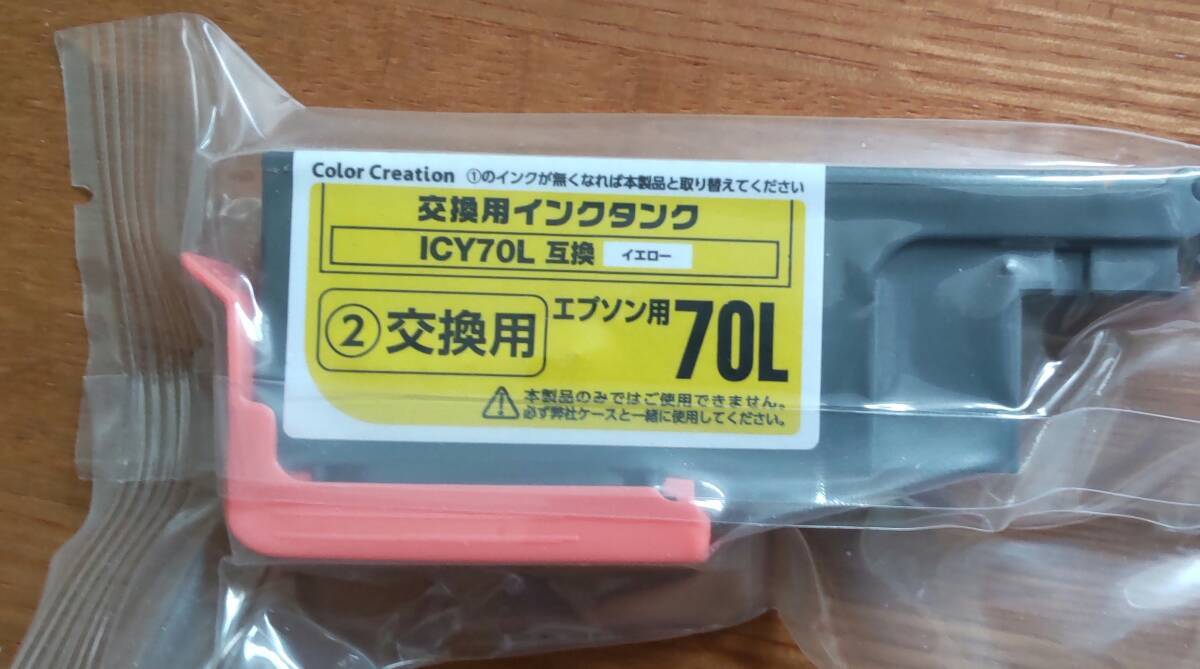 Color Creation ①のインクが無くなれば本製品と取り替えてください
交換用インクタンク
ICY70L 互換 イエロー
②交換用 エプソン用 70L
⚠ 本製品のみではご使用できません。
必ず弊社ケースと一緒に使用してください。